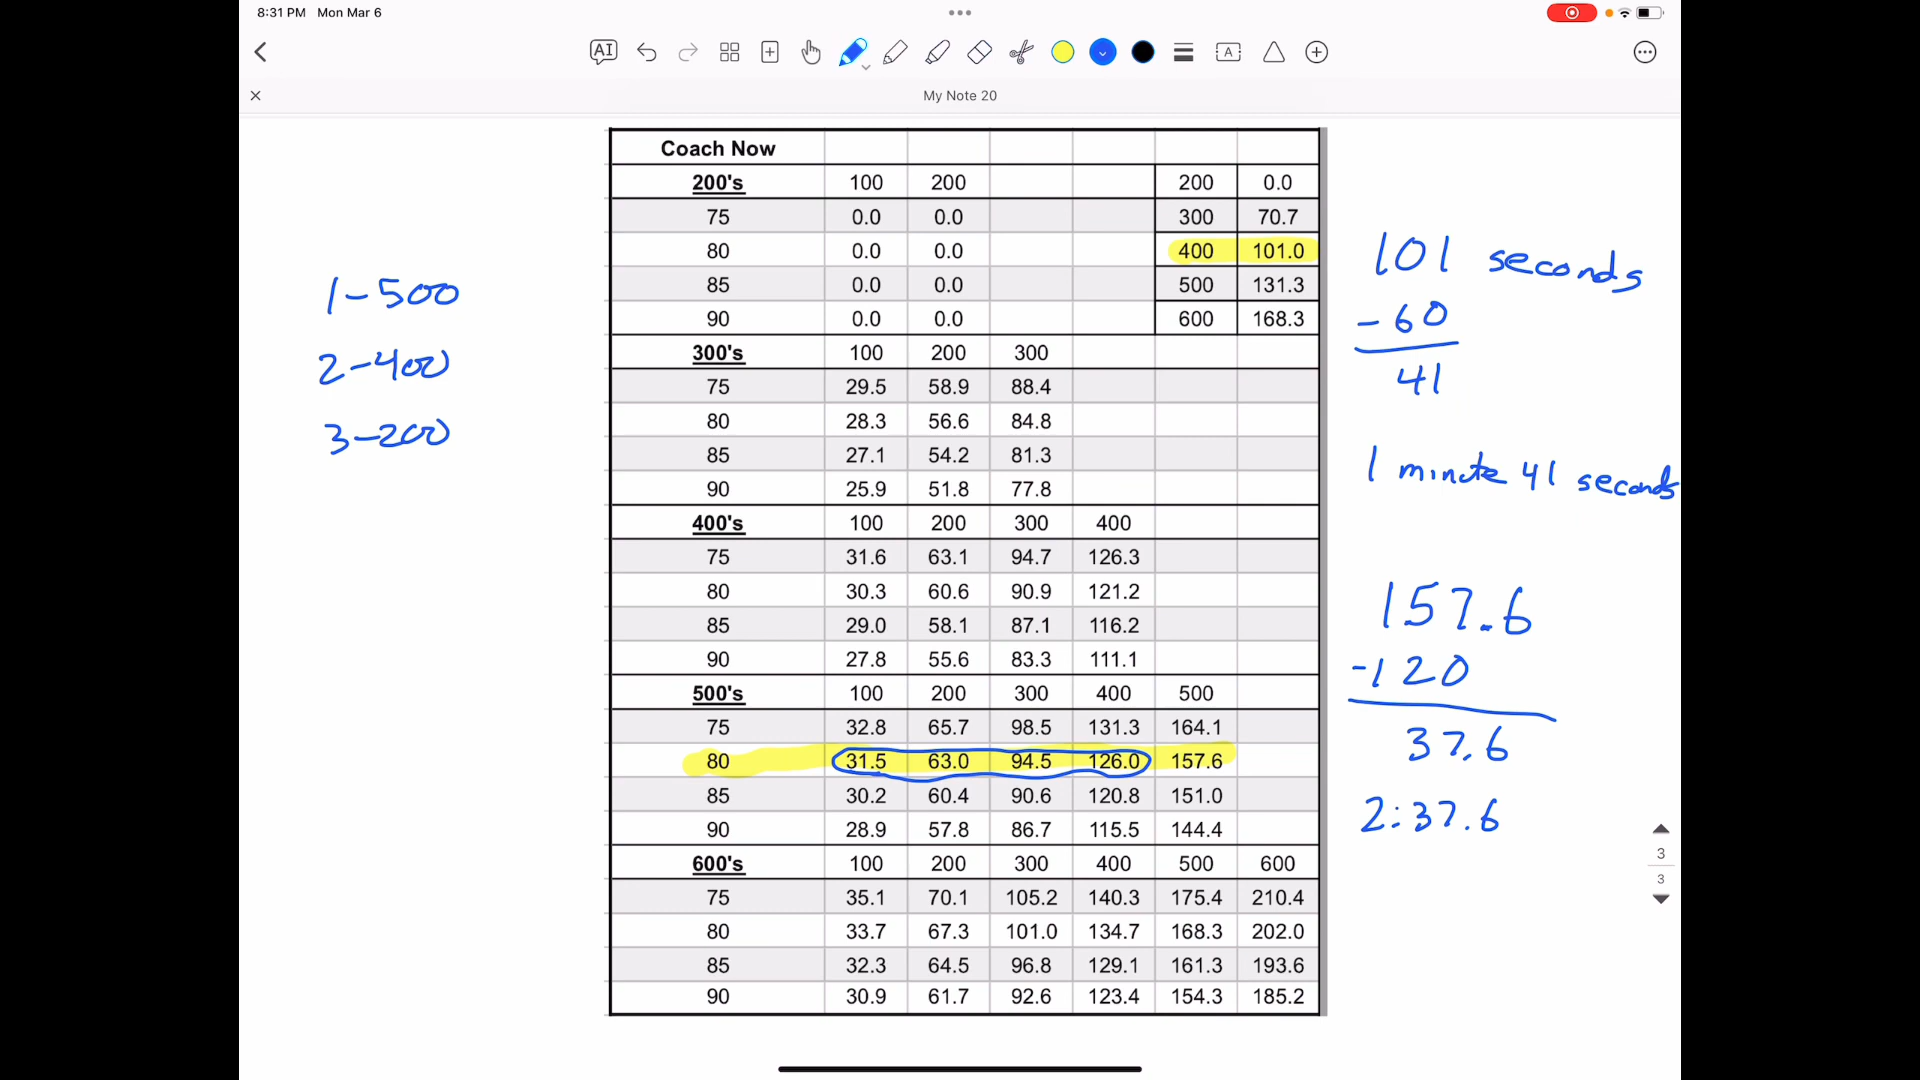 8:31 PM Mon Mar 6
AI
A
My Note 20
Coach Now
200's 100 200 200 0.0
75 0.0 0.0 300 70.7
80 0.0 0.0 400 101.0
85 0.0 0.0 500 131.3
90 0.0 0.0 600 168.3
300's 100 200 300
75 29.5 58.9 88.4
80 28.3 56.6 84.8
85 27.1 54.2 81.3
90 25.9 51.8 77.8
400's 100 200 300 400
75 31.6 63.1 94.7 126.3
80 30.3 60.6 90.9 121.2
85 29.0 58.1 87.1 116.2
90 27.8 55.6 83.3 111.1
500's 100 200 300 400 500
75 32.8 65.7 98.5 131.3 164.1
80 31.5 63.0 94.5 126.0 157.6
85 30.2 60.4 90.6 120.8 151.0
90 28.9 57.8 86.7 115.5 144.4
600's 100 200 300 400 500 600
75 35.1 70.1 105.2 140.3 175.4 210.4
80 33.7 67.3 101.0 134.7 168.3 202.0
85 32.3 64.5 96.8 129.1 161.3 193.6
90 30.9 61.7 92.6 123.4 154.3 185.2
1-500
2-400
3-200
101 seconds
-60
41
1 minute 41 seconds
157.6
-120
37.6
2:37.6
3
3